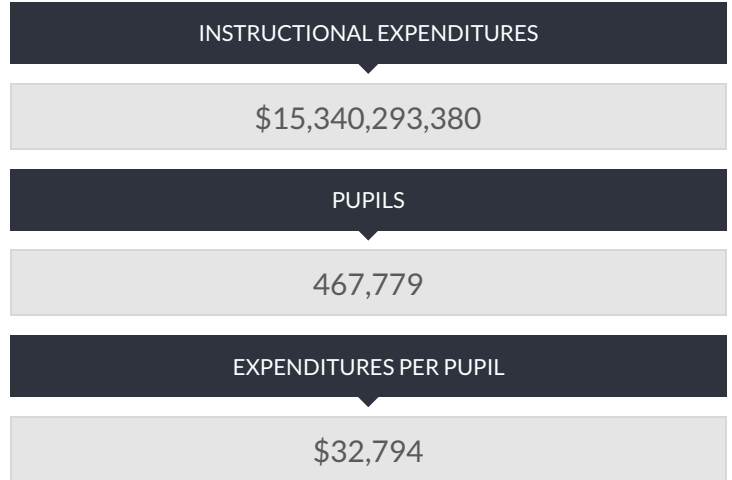 INSTRUCTIONAL EXPENDITURES
$15,340,293,380
PUPILS
467,779
EXPENDITURES PER PUPIL
$32,794